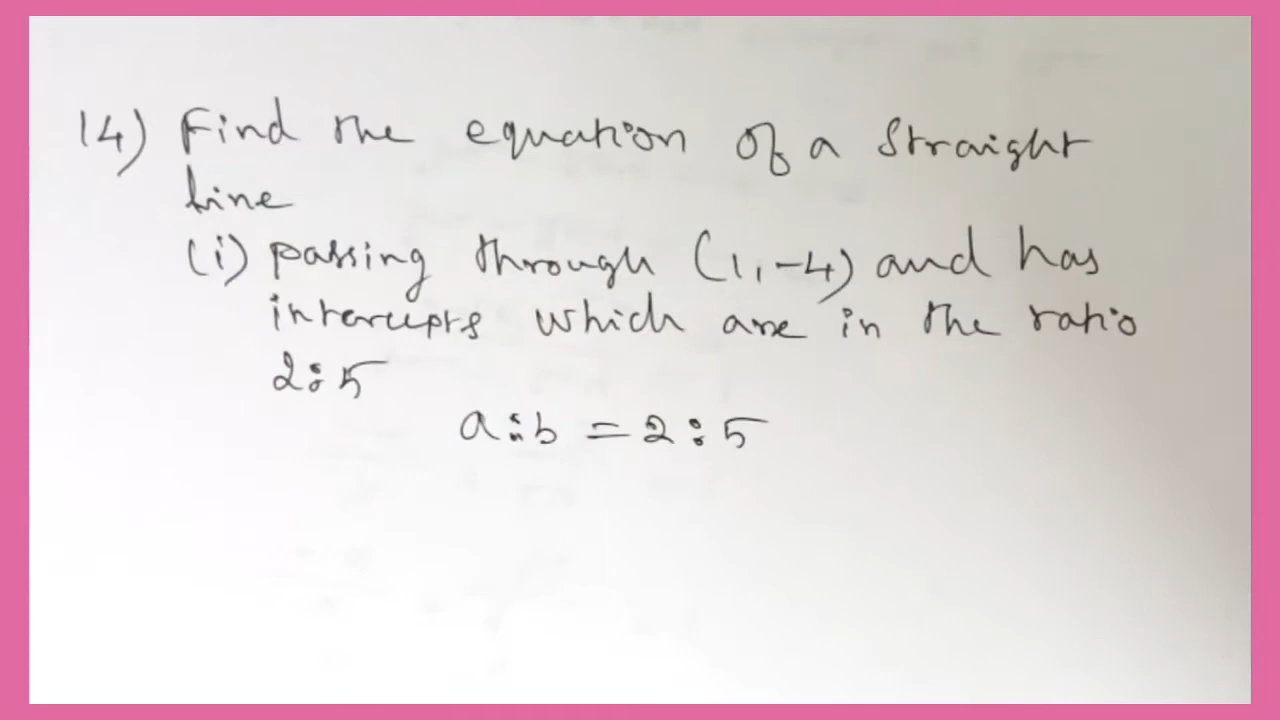 14) Find the equation of a straight
line
(i) passing through (1,-4) and has
intercepts which are in the ratio
2:5
a:b = 2:5